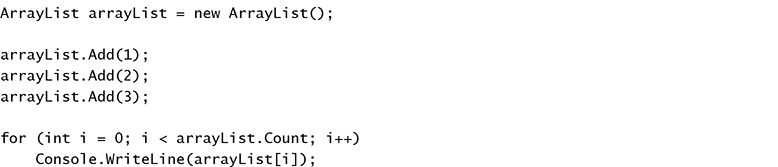 ArrayList arrayList = new ArrayList();

arrayList.Add(1);
arrayList.Add(2);
arrayList.Add(3);

for (int i = 0; i < arrayList.Count; i++)
    Console.WriteLine(arrayList[i]);